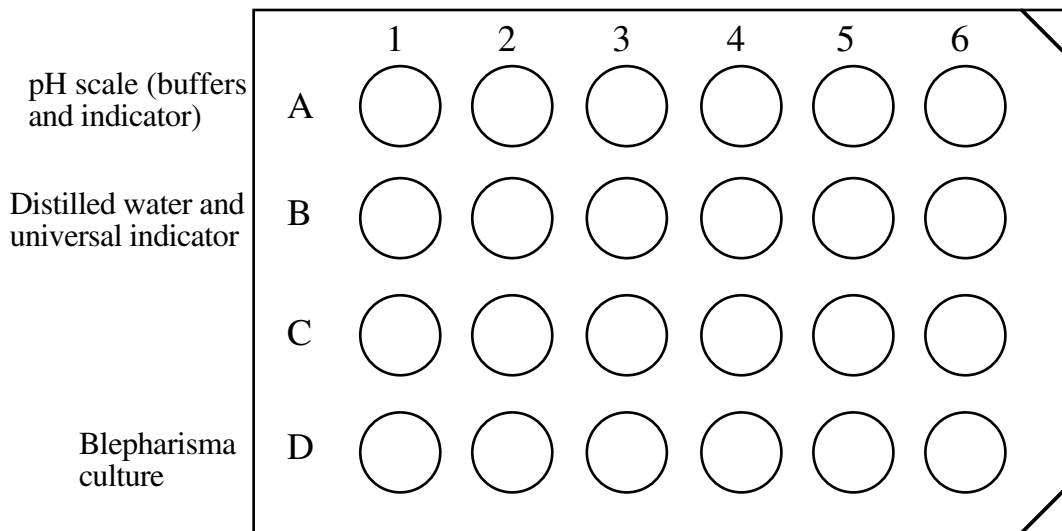 1 2 3 4 5 6
pH scale (buffers
and indicator)
A
Distilled water and
universal indicator
B
C
Blepharisma
culture
D